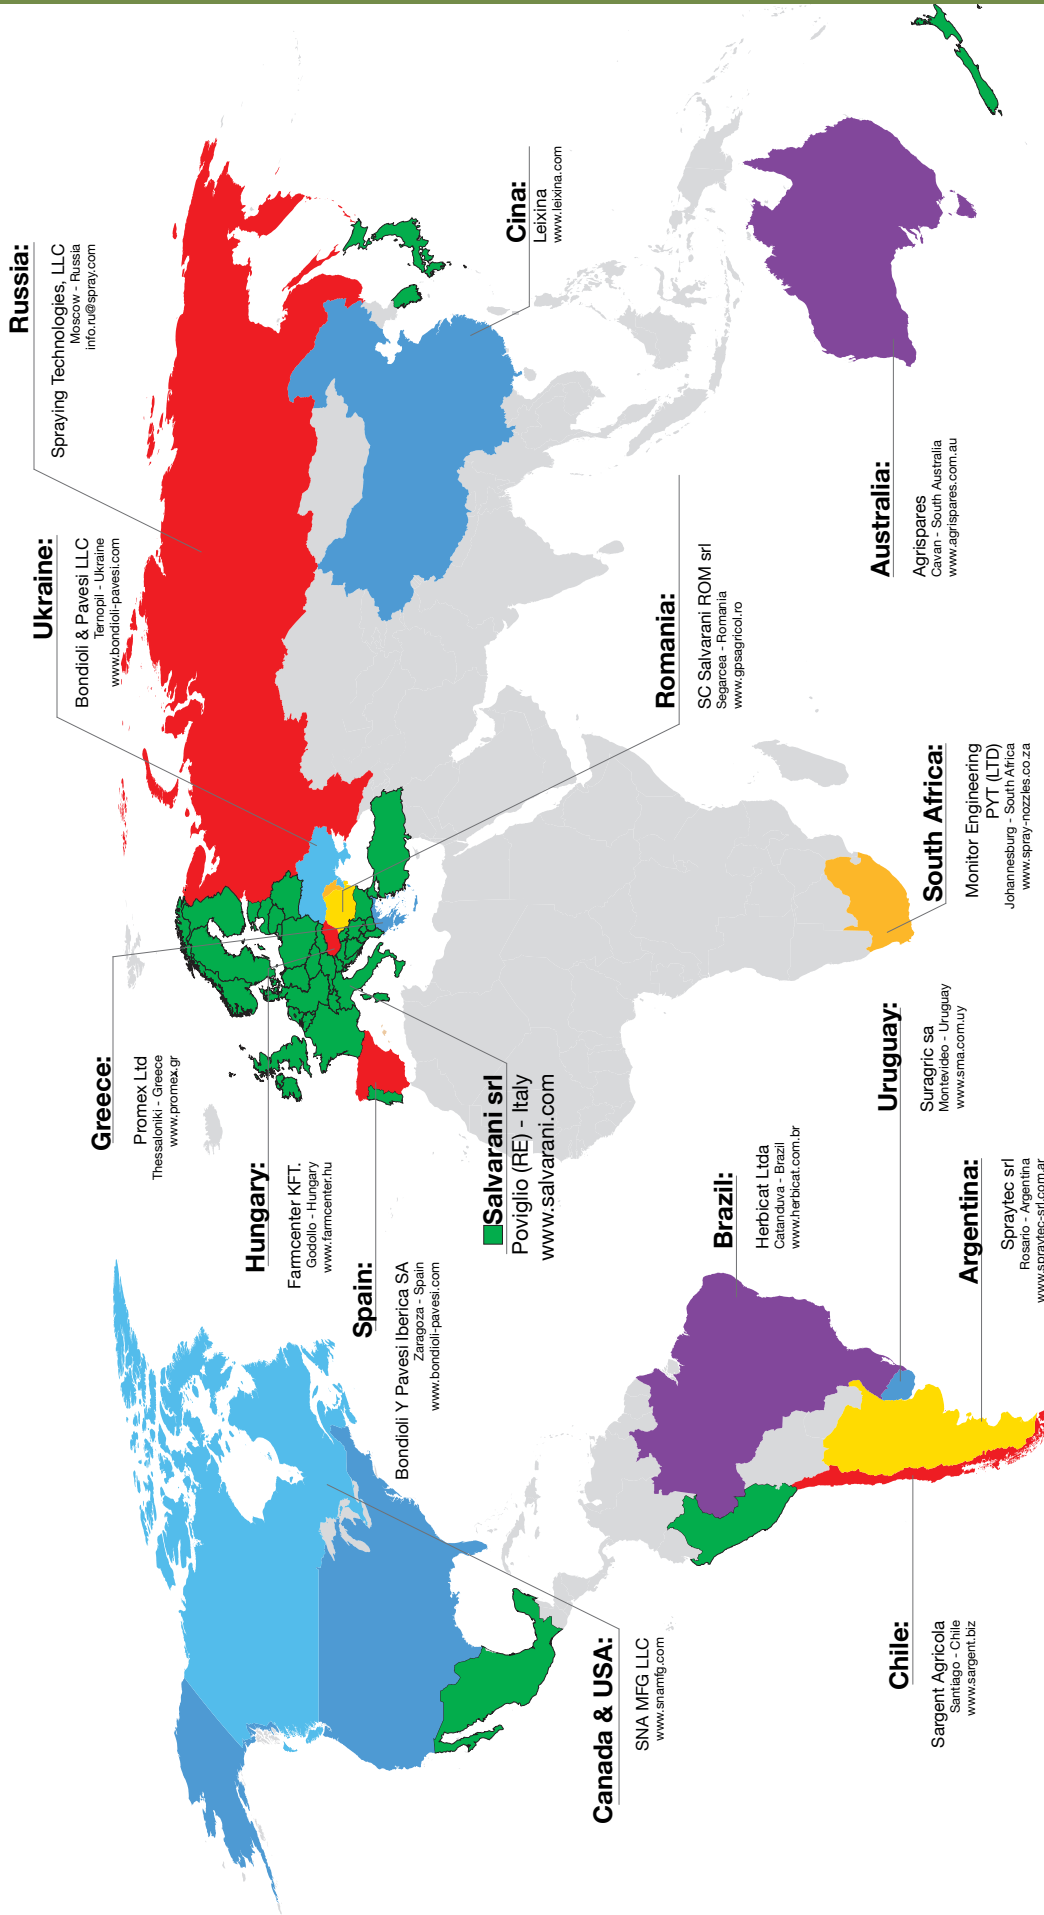 Russia:
Spraying Technologies, LLC
Moscow - Russia
info.ru@spray.com
Ukraine:
Bondioli & Pavesi LLC
Ternopil - Ukraine
www.bondioli-pavesi.com
Greece:
Promex Ltd
Thessaloniki - Greece
www.promex.gr
Hungary:
Farmcenter KFT.
Godollo - Hungary
www.farmcenter.hu
Spain:
Bondioli Y Pavesi Iberica SA
Zaragoza - Spain
www.bondioli-pavesi.com
Salvarani srl
Poviglio (RE) - Italy
www.salvarani.com
Cina:
Leixina
www.leixina.com
Romania:
SC Salvarani ROM srl
Segarcea - Romania
www.gpsagricol.ro
Canada & USA:
SNA MFG LLC
www.snamfg.com
Brazil:
Herbicat Ltda
Catanduva - Brazil
www.herbicat.com.br
Australia:
Agrispares
Cavan - South Australia
www.agrispares.com.au
South Africa:
Monitor Engineering
PYT (LTD)
Johannesburg - South Africa
www.spray-nozzles.co.za
Uruguay:
Suragric sa
Montevideo - Uruguay
www.sma.com.uy
Argentina:
Spraytec srl
Rosario - Argentina
www.spraytec-srl.com.ar
Chile:
Sargent Agricola
Santiago - Chile
www.sargent.biz